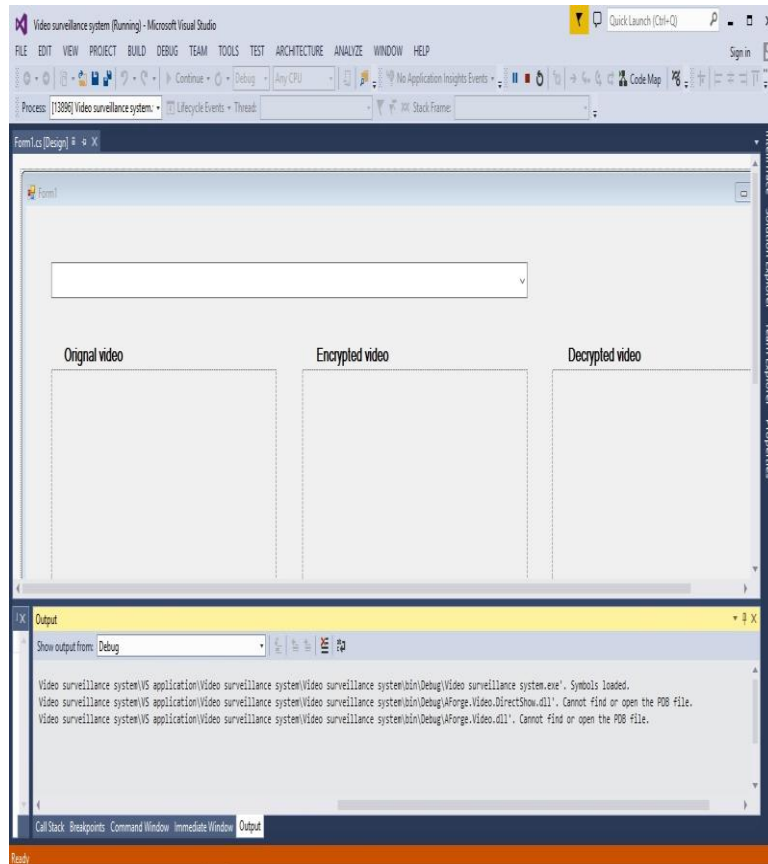 Video surveillance system (Running) - Microsoft Visual Studio
Quick Launch (Ctrl+Q)
FILE EDIT VIEW PROJECT BUILD DEBUG TEAM TOOLS TEST ARCHITECTURE ANALYZE WINDOW HELP
Sign in
Continue Debug Any CPU No Application Insights Events Code Map
Process: [13896] Video surveillance system. Lifecycle Events Thread: Stack Frame:
Form1.cs [Design]
Form1
Orignal video Encrypted video Decrypted video
Solution Explorer
Team Explorer
Properties
Output
Show output from: Debug
Video surveillance system\VS application\Video surveillance system\Video surveillance system\bin\Debug\Video surveillance system.exe'. Symbols loaded.
Video surveillance system\VS application\Video surveillance system\Video surveillance system\bin\Debug\AForge.Video.DirectShow.dll'. Cannot find or open the PDB file.
Video surveillance system\VS application\Video surveillance system\Video surveillance system\bin\Debug\AForge.Video.dll'. Cannot find or open the PDB file.
Call Stack Breakpoints Command Window Immediate Window Output
Ready